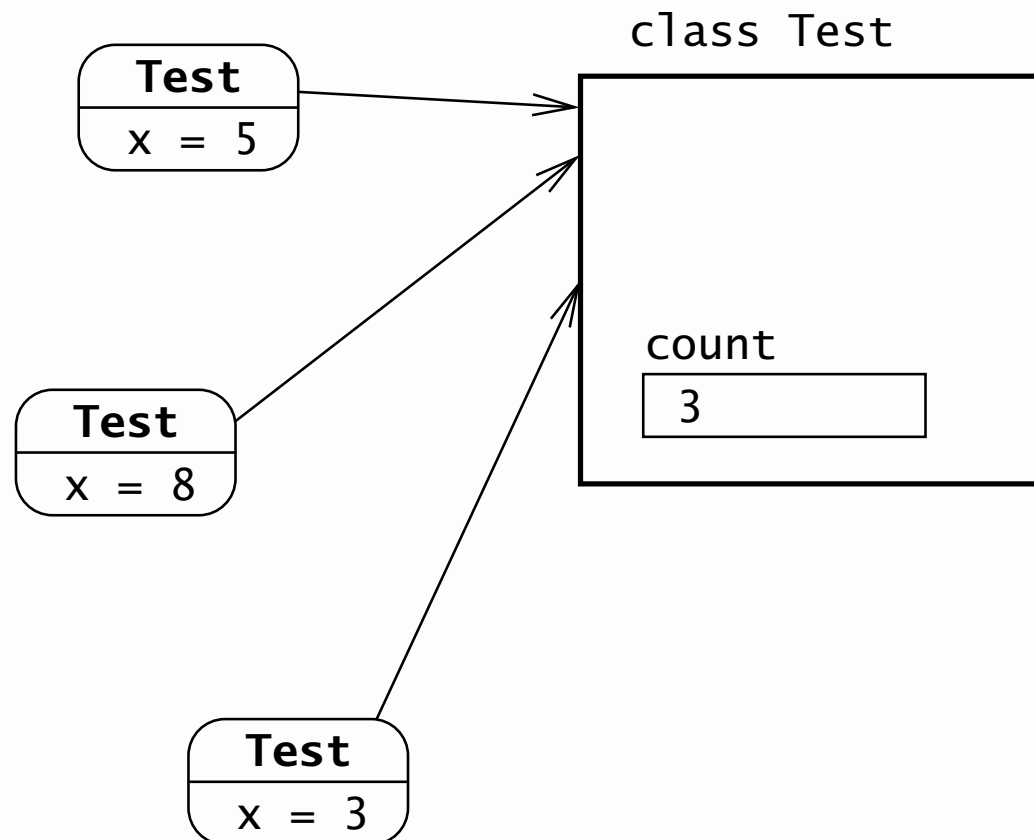 class Test
Test
x = 5
count
3
Test
x = 8
Test
x = 3